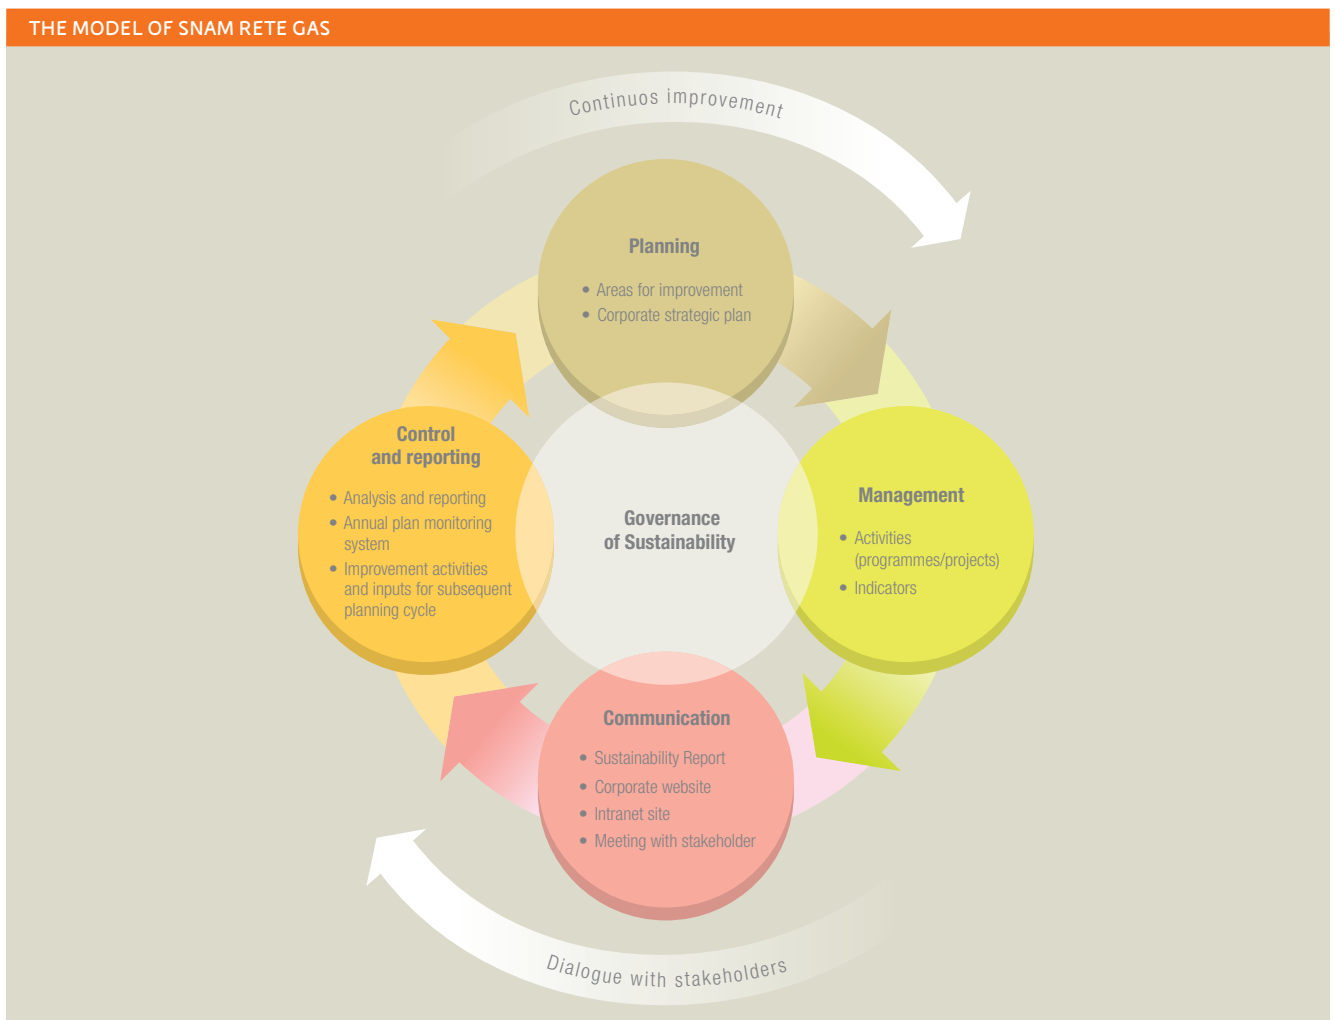 THE MODEL OF SNAM RETE GAS
Continuos improvement
Planning
• Areas for improvement
• Corporate strategic plan
Control
and reporting
• Analysis and reporting
• Annual plan monitoring
system
• Improvement activities
and inputs for subsequent
planning cycle
Governance
of Sustainability
Management
• Activities
(programmes/projects)
• Indicators
Communication
• Sustainability Report
• Corporate website
• Intranet site
• Meeting with stakeholder
Dialogue with stakeholders